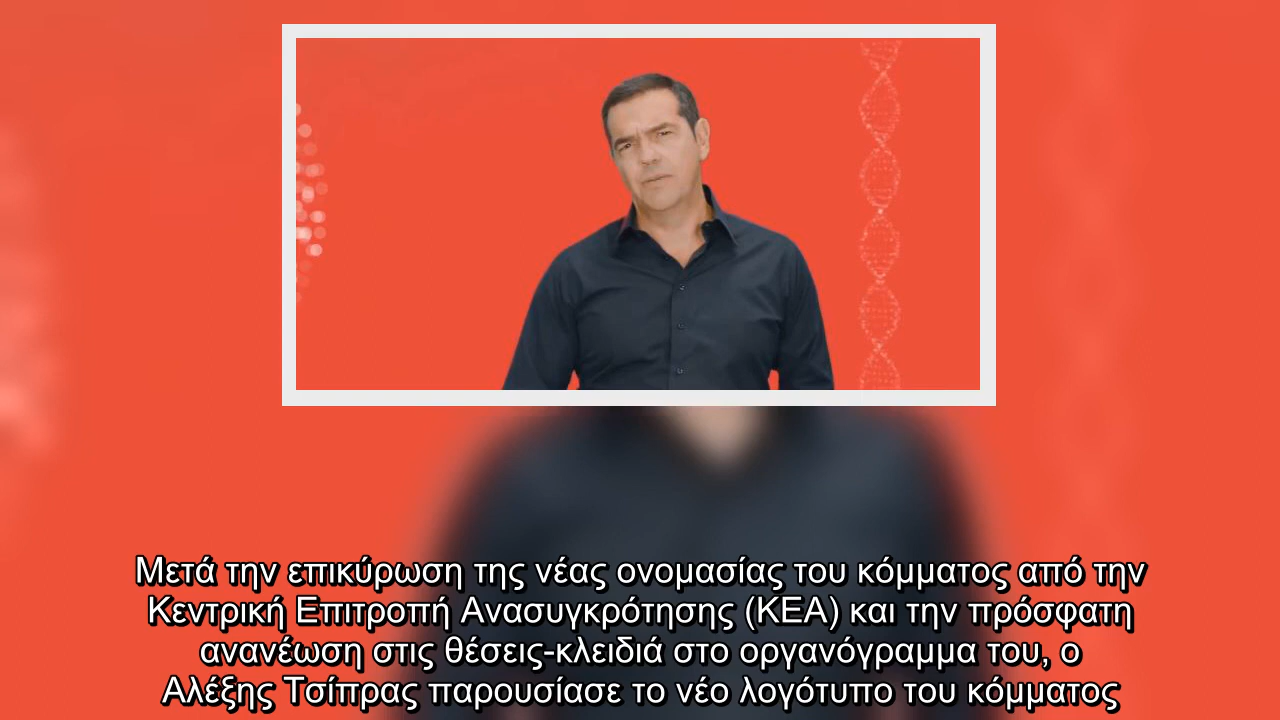 Μετά την επικύρωση της νέας ονομασίας του κόμματος από την
Κεντρική Επιτροπή Ανασυγκρότησης (ΚΕΑ) και την πρόσφατη
ανανέωση στις θέσεις-κλειδιά στο οργανόγραμμα του, ο
Αλέξης Τσίπρας παρουσίασε το νέο λογότυπο του κόμματος